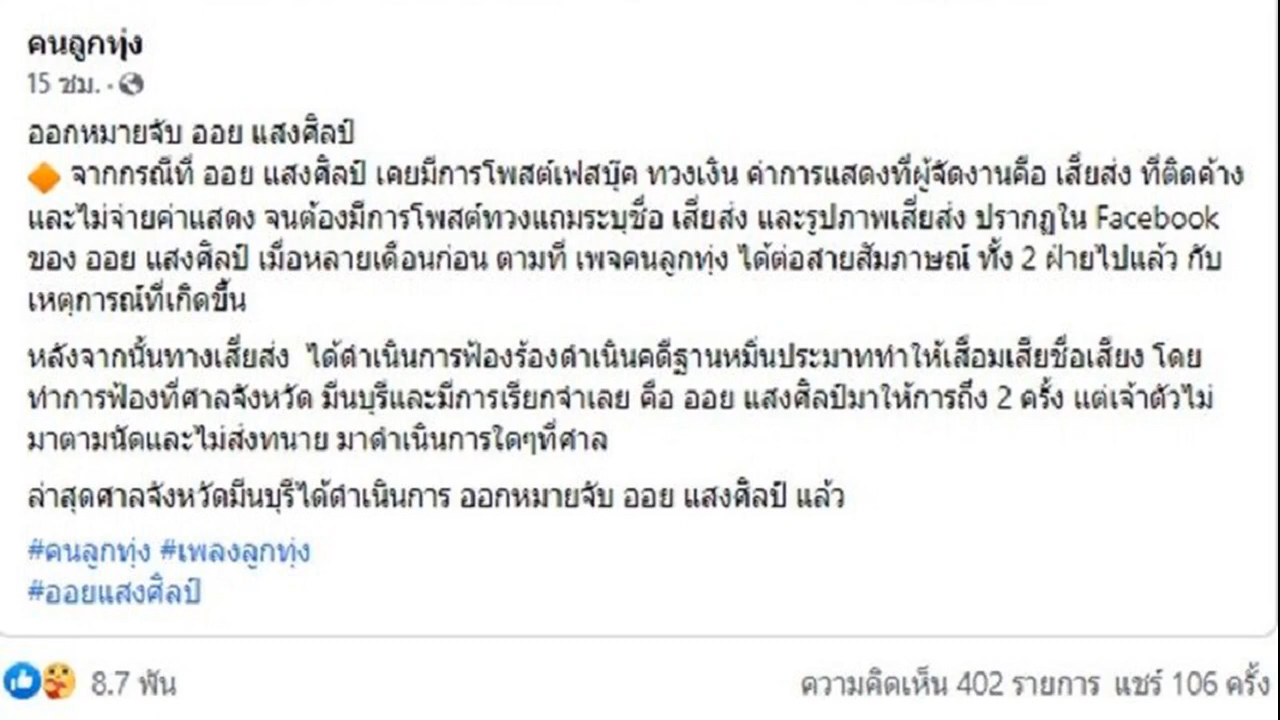 คนลูกทุ่ง
15 ชม. ·
ออกหมายจับ ออย แสงศิลป์
🔶 จากกรณีที่ ออย แสงศิลป์ เคยมีการโพสต์เฟสบุ๊ค ทวงเงิน ค่าการแสดงที่ผู้จัดงานคือ เสี่ยส่ง ที่ติดค้าง
และไม่จ่ายค่าแสดง จนต้องมีการโพสต์ทวงแถมระบุชื่อ เสี่ยส่ง และรูปภาพเสี่ยส่ง ปรากฏใน Facebook
ของ ออย แสงศิลป์ เมื่อหลายเดือนก่อน ตามที่ เพจคนลูกทุ่ง ได้ต่อสายสัมภาษณ์ ทั้ง 2 ฝ่ายไปแล้ว กับ
เหตุการณ์ที่เกิดขึ้น
หลังจากนั้นทางเสี่ยส่ง ได้ดำเนินการฟ้องร้องดำเนินคดีฐานหมิ่นประมาททำให้เสื่อมเสียชื่อเสียง โดย
ทำการฟ้องที่ศาลจังหวัด มีนบุรีและมีการเรียกจำเลย คือ ออย แสงศิลป์มาให้การถึง 2 ครั้ง แต่เจ้าตัวไม่
มาตามนัดและไม่ส่งทนาย มาดำเนินการใดๆที่ศาล
ล่าสุดศาลจังหวัดมีนบุรีได้ดำเนินการ ออกหมายจับ ออย แสงศิลป์ แล้ว
#คนลูกทุ่ง #เพลงลูกทุ่ง
#ออยแสงศิลป์
8.7 พัน
ความคิดเห็น 402 รายการ แชร์ 106 ครั้ง